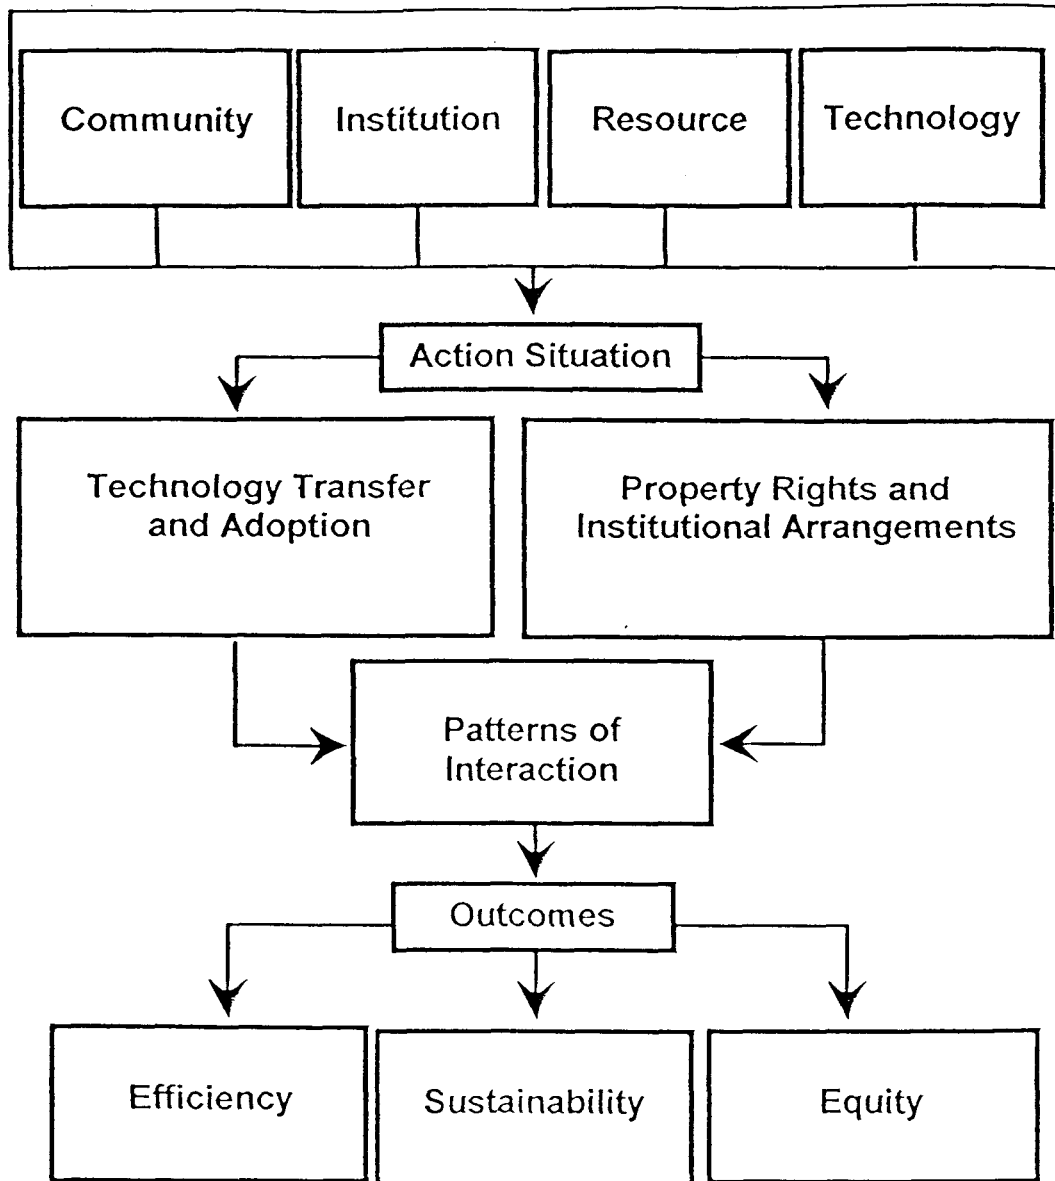 Community
Institution
Resource
Technology
Action Situation
Technology Transfer
and Adoption
Property Rights and
Institutional Arrangements
Patterns of
Interaction
Outcomes
Efficiency
Sustainability
Equity